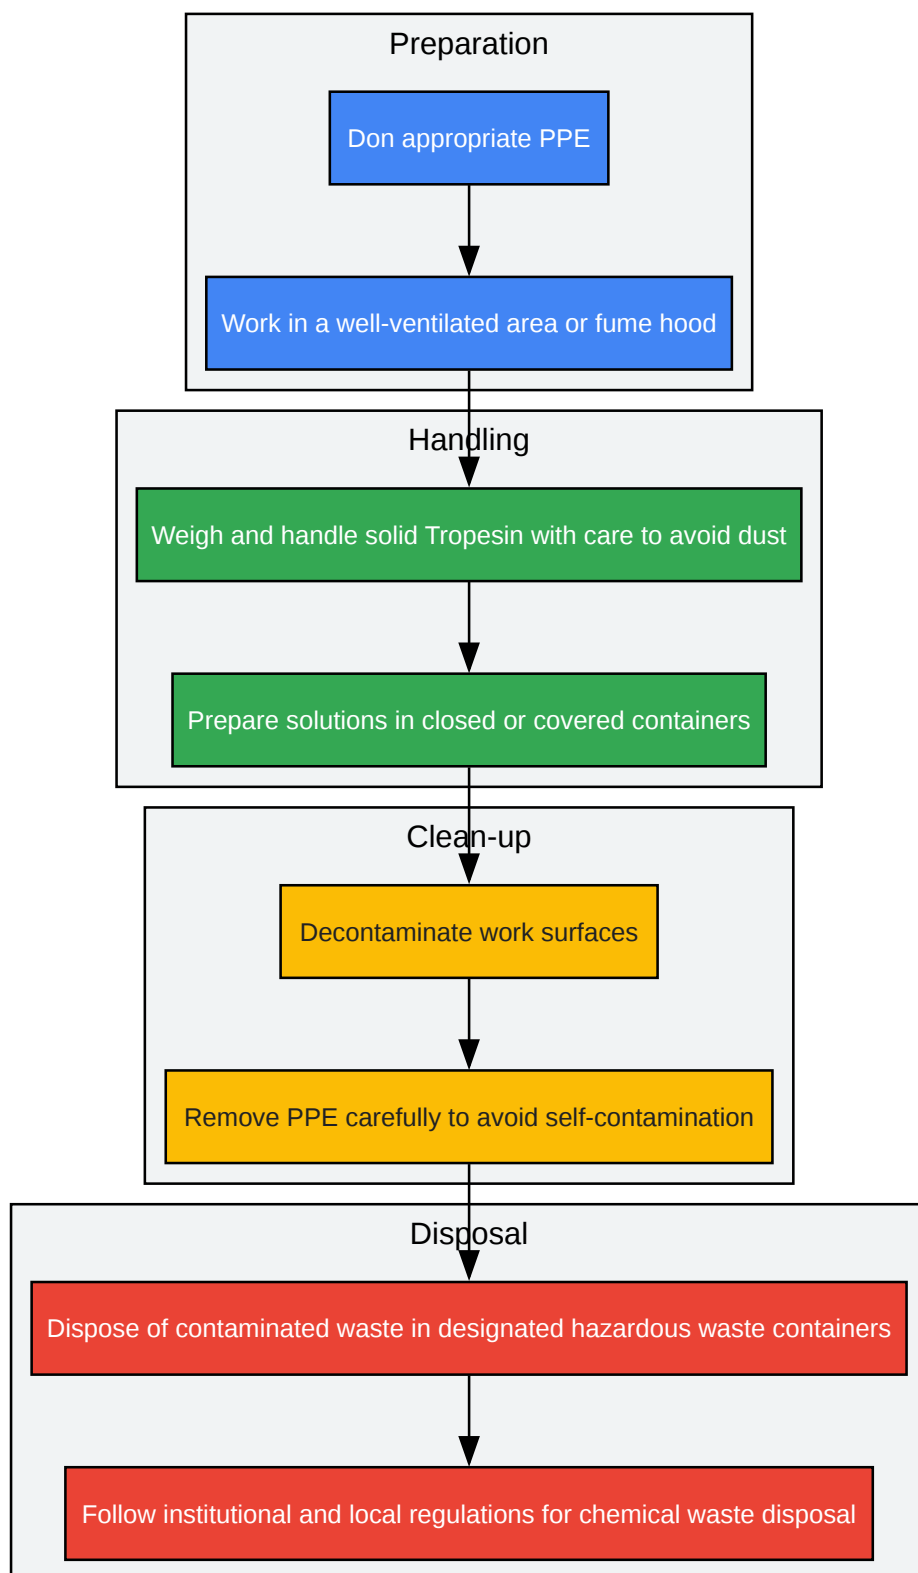 Preparation
Don appropriate PPE
Work in a well-ventilated area or fume hood
Handling
Weigh and handle solid Tropesin with care to avoid dust
Prepare solutions in closed or covered containers
Clean-up
Decontaminate work surfaces
Remove PPE carefully to avoid self-contamination
Disposal
Dispose of contaminated waste in designated hazardous waste containers
Follow institutional and local regulations for chemical waste disposal